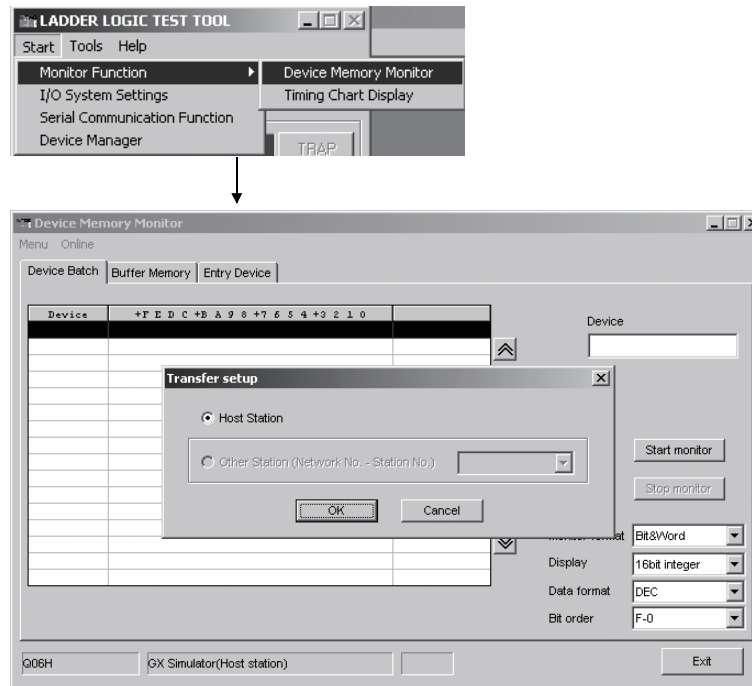 LADDER LOGIC TEST TOOL
Start Tools Help
Monitor Function
Device Memory Monitor
I/O System Settings
Timing Chart Display
Serial Communication Function
Device Manager
TRAP
Device Memory Monitor
Menu Online
Device Batch Buffer Memory Entry Device
Device +F E D C +B A 9 8 +7 6 5 4 +3 2 1 0
Device
Transfer setup
Host Station
Other Station (Network No. - Station No.)
OK Cancel
Start monitor
Stop monitor
Bit&Word
Display 16bit integer
Data format DEC
Bit order F-0
Q06H GX Simulator(Host station) Exit